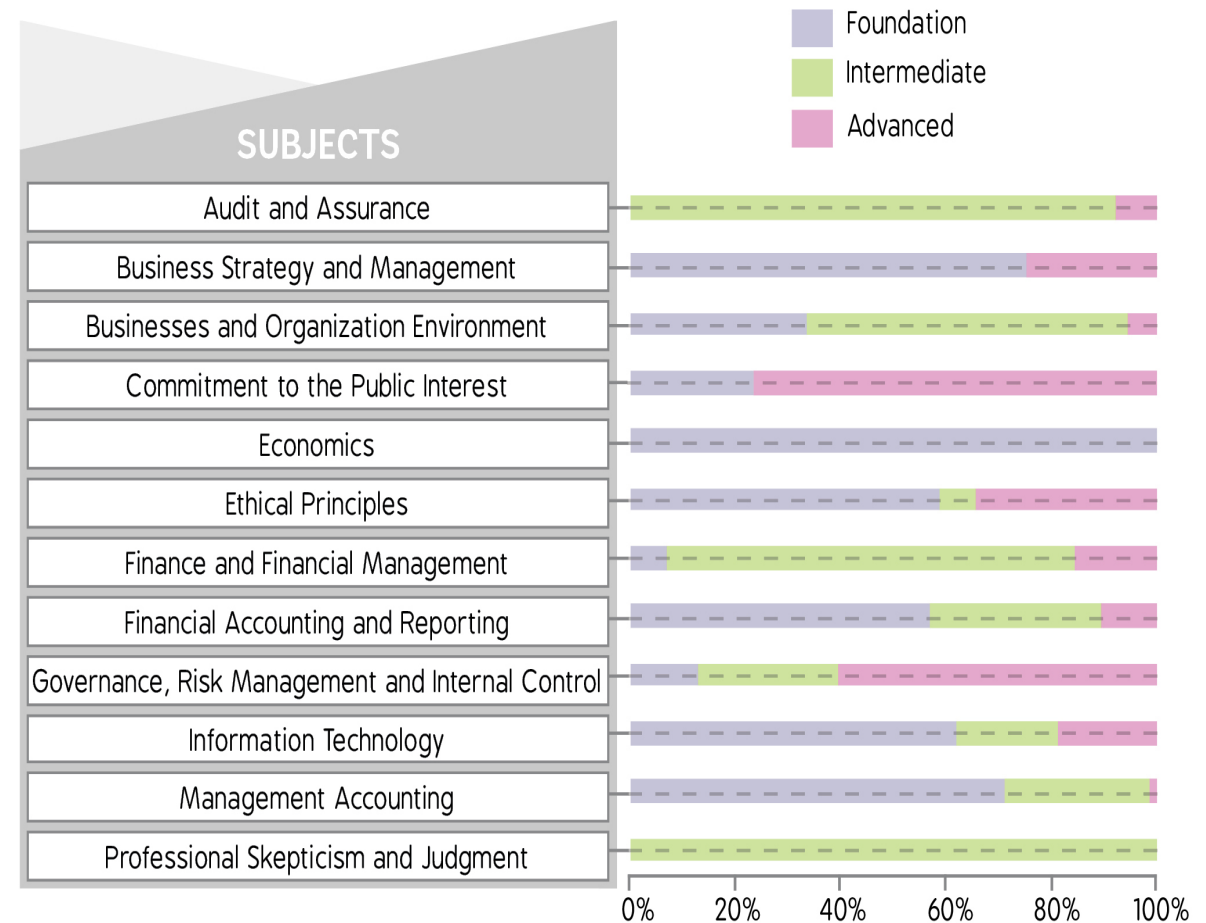 Foundation
Intermediate
Advanced
SUBJECTS
Audit and Assurance
Business Strategy and Management
Businesses and Organization Environment
Commitment to the Public Interest
Economics
Ethical Principles
Finance and Financial Management
Financial Accounting and Reporting
Governance, Risk Management and Internal Control
Information Technology
Management Accounting
Professional Skepticism and Judgment
0% 20% 40% 60% 80% 100%